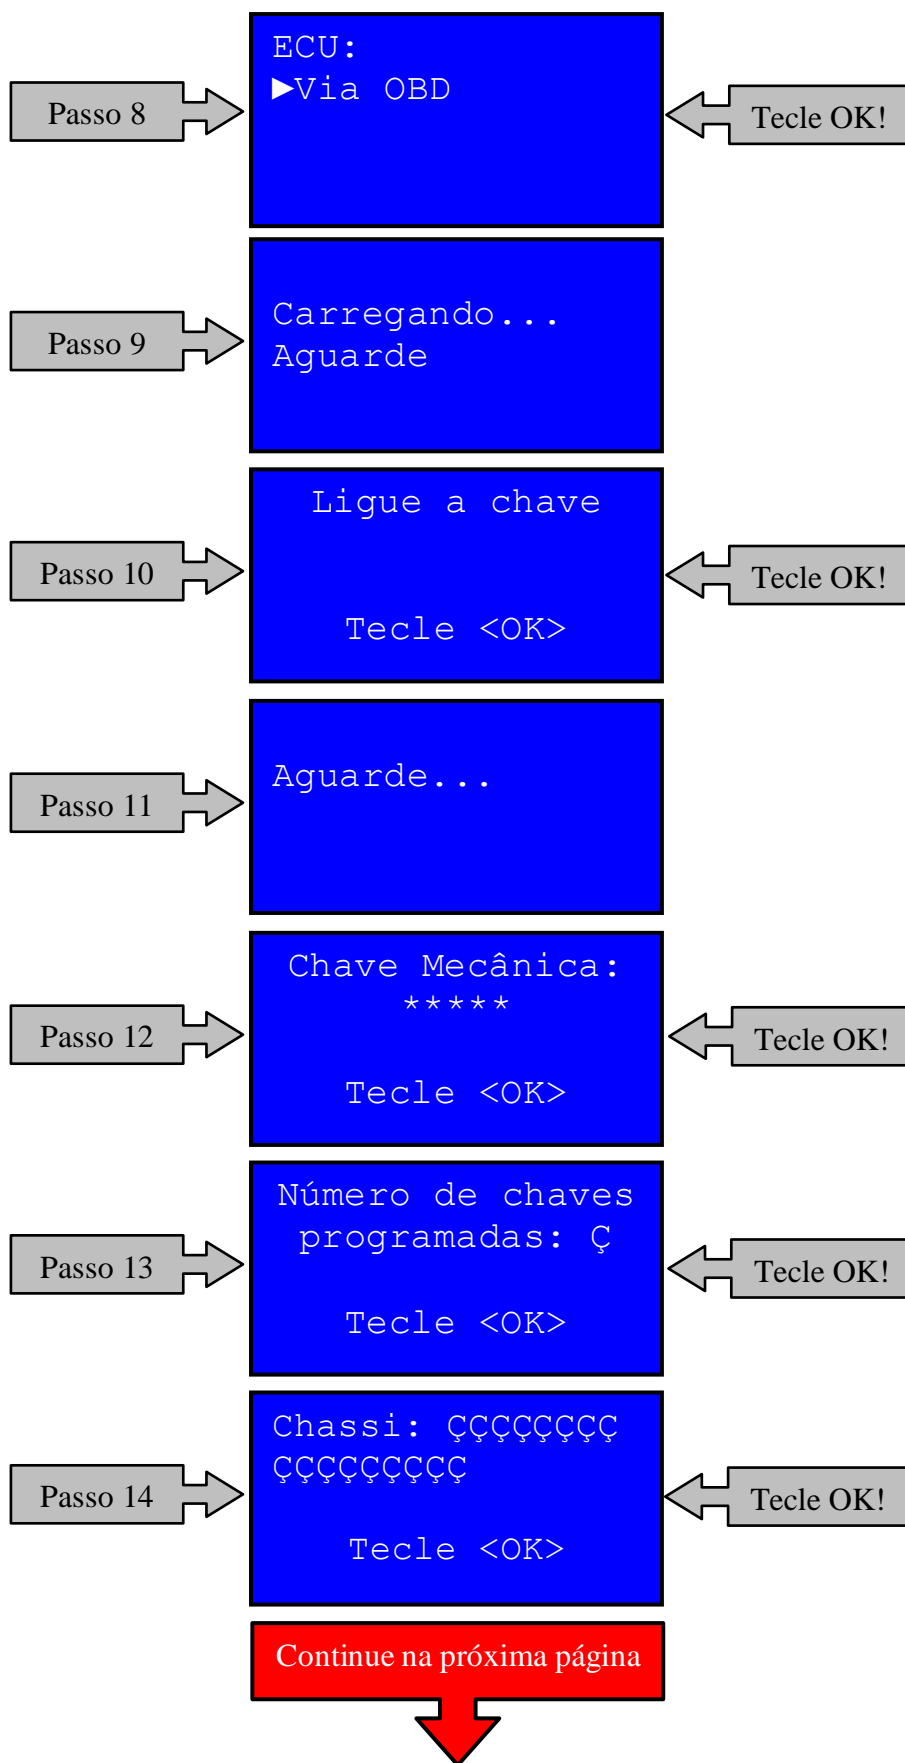 Passo 8
ECU:
►Via OBD
Tecle OK!
Passo 9
Carregando...
Aguarde
Passo 10
Ligue a chave
Tecle <OK>
Tecle OK!
Passo 11
Aguarde...
Passo 12
Chave Mecânica:
*****
Tecle <OK>
Tecle OK!
Passo 13
Número de chaves
programadas: Ç
Tecle <OK>
Tecle OK!
Passo 14
Chassi: ÇÇÇÇÇÇÇÇ
ÇÇÇÇÇÇÇÇÇ
Tecle <OK>
Tecle OK!
Continue na próxima página